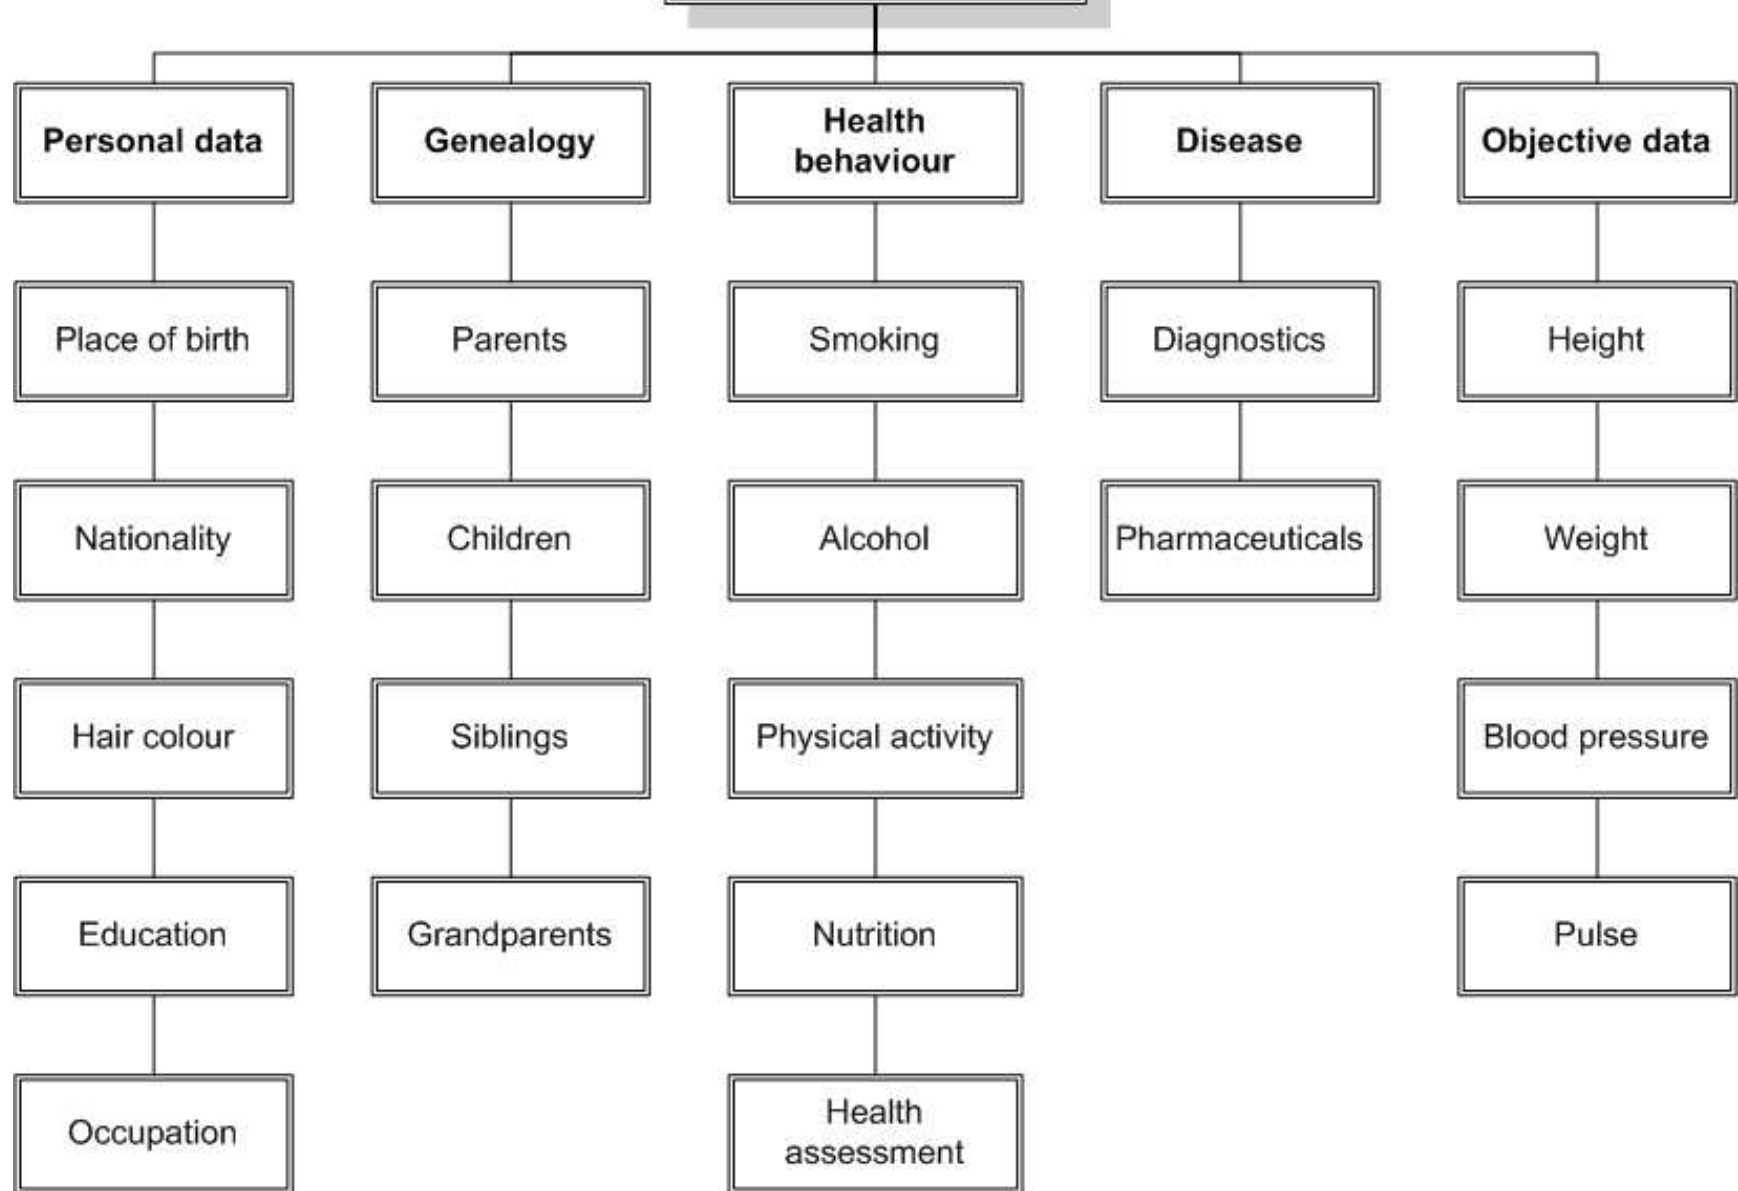 Personal data
Genealogy
Health
behaviour
Disease
Objective data
Place of birth
Parents
Smoking
Diagnostics
Height
Nationality
Children
Alcohol
Pharmaceuticals
Weight
Hair colour
Siblings
Physical activity
Blood pressure
Education
Grandparents
Nutrition
Pulse
Occupation
Health
assessment